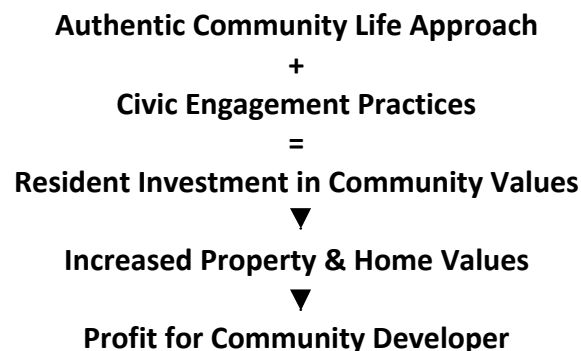 Authentic Community Life Approach
+
Civic Engagement Practices
=
Resident Investment in Community Values
▼
Increased Property & Home Values
▼
Profit for Community Developer